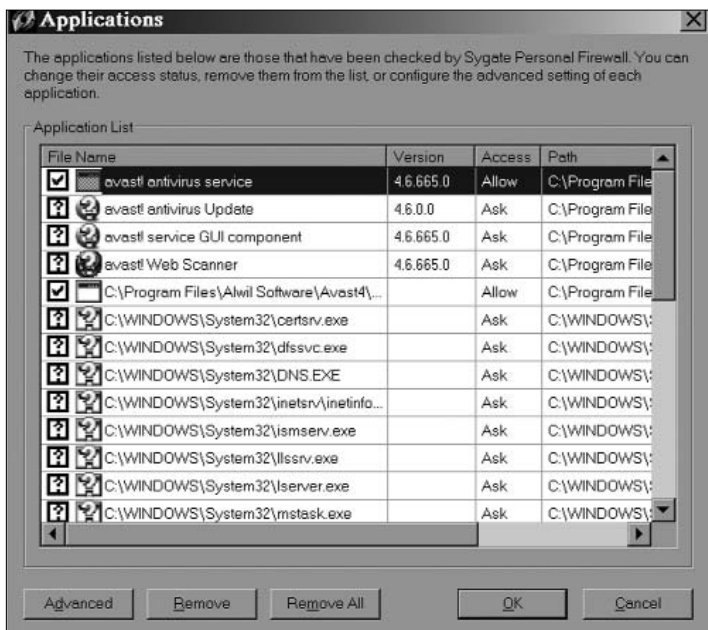 Applications
The applications listed below are those that have been checked by Sygate Personal Firewall. You can
change their access status, remove them from the list, or configure the advanced setting of each
application.
Application List
File Name Version Access Path
avast! antivirus service 4.6.665.0 Allow C:\Program File
avast! antivirus Update 4.6.0.0 Ask C:\Program File
avast! service GUI component 4.6.665.0 Ask C:\Program File
avast! Web Scanner 4.6.665.0 Ask C:\Program File
C:\Program Files\Alwil Software\Avast4\... Allow C:\Program File
C:\WINDOWS\System32\certsrv.exe Ask C:\WINDOWS\S
C:\WINDOWS\System32\dfssvc.exe Ask C:\WINDOWS\S
C:\WINDOWS\System32\DNS.EXE Ask C:\WINDOWS\S
C:\WINDOWS\System32\inetsrv\inetinfo... Ask C:\WINDOWS\S
C:\WINDOWS\System32\ismserv.exe Ask C:\WINDOWS\S
C:\WINDOWS\System32\llssrv.exe Ask C:\WINDOWS\S
C:\WINDOWS\System32\lserver.exe Ask C:\WINDOWS\S
C:\WINDOWS\System32\mstask.exe Ask C:\WINDOWS\S
Advanced Remove Remove All OK Cancel